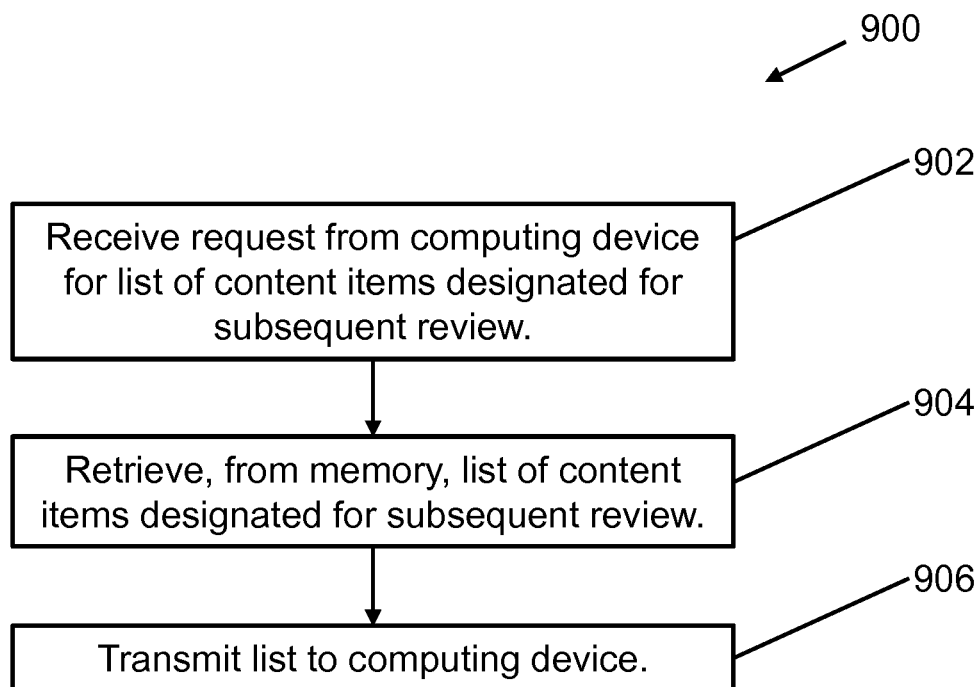 900
902
Receive request from computing device
for list of content items designated for
subsequent review.
904
Retrieve, from memory, list of content
items designated for subsequent review.
906
Transmit list to computing device.